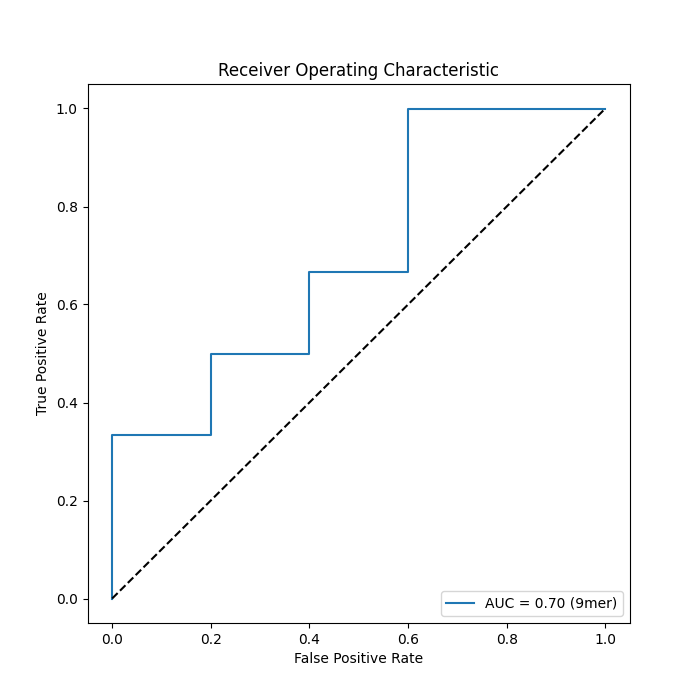 Receiver Operating Characteristic
1.0
0.8
0.6
0.4
0.2
0.0
True Positive Rate
AUC = 0.70 (9mer)
0.0 0.2 0.4 0.6 0.8 1.0
False Positive Rate